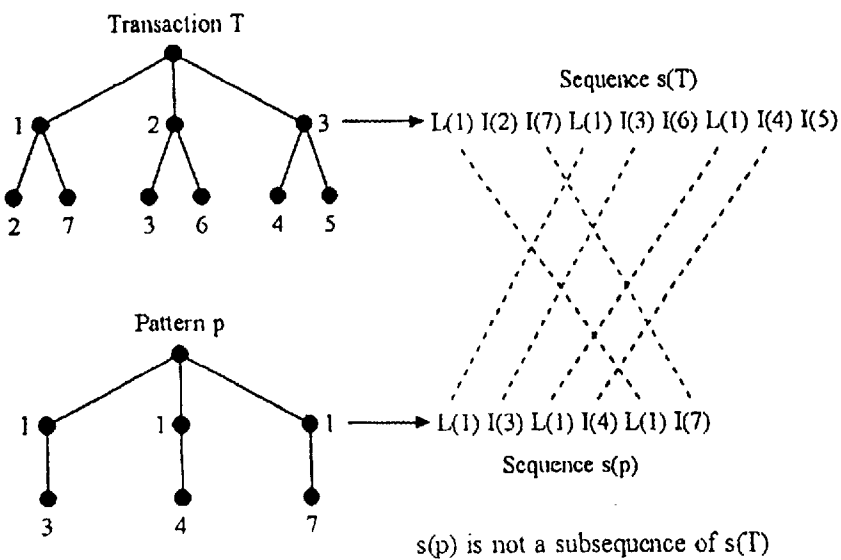 Transaction T
1 2 3
2 7 3 6 4 5
Sequence s(T)
L(1) I(2) I(7) L(1) I(3) I(6) L(1) I(4) I(5)
Pattern p
1 1 1
3 4 7
L(1) I(3) L(1) I(4) L(1) I(7)
Sequence s(p)
s(p) is not a subsequence of s(T)